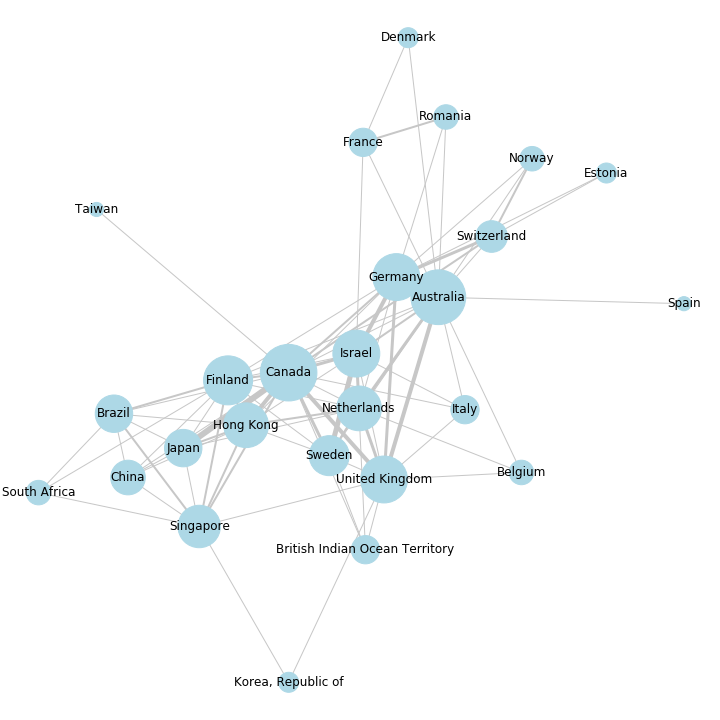 Denmark
Romania
France
Norway
Estonia
Taiwan
Switzerland
Germany
Australia
Spain
Israel
Canada
Finland
Netherlands
Italy
Brazil
Hong Kong
Japan
Sweden
Belgium
China
United Kingdom
South Africa
Singapore
British Indian Ocean Territory
Korea, Republic of